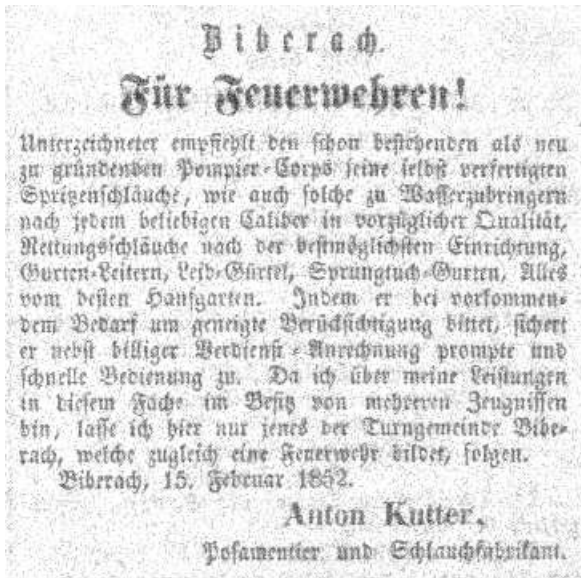 Biberach.
Für Feuerwehren!
Unterzeichneter empfiehlt den schon bestehenden als neu
zu gründenden Pompier-Corps seine selbst verfertigten
Spritzenschläuche, wie auch solche zu Wasserzubringern
nach jedem beliebigen Caliber in vorzüglicher Qualität,
Rettungsschläuche nach der bestmöglichsten Einrichtung,
Gurten-Leitern, Leib-Gürtel, Sprungtuch-Gurten, Alles
vom besten Hanfgarten. Indem er bei vorkommen-
dem Bedarf um geneigte Berücksichtigung bittet, sichert
er nebst billiger Verdienst-Anrechnung prompte und
schnelle Bedienung zu. Da ich über meine Leistungen
in diesem Fache im Besitz von mehreren Zeugnissen
bin, lasse ich hier nur jenes der Turngemeinde Bibe-
rach, welche zugleich eine Feuerwehr bildet, folgen.
Biberach, 15. Februar 1852.
Anton Kutter,
Posamentier und Schlauchfabrikant.